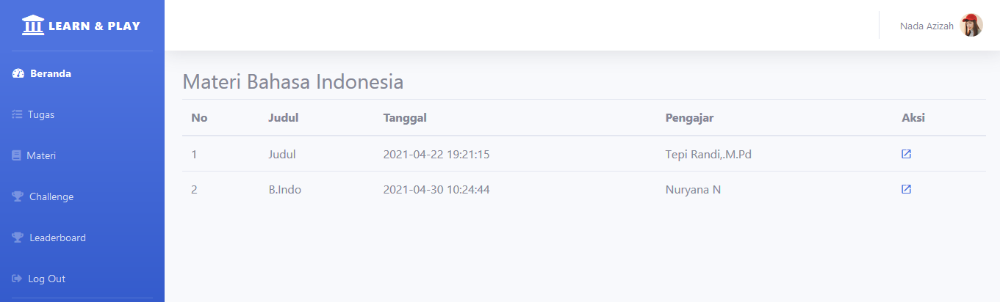 LEARN & PLAY
Nada Azizah
Beranda
Tugas
Materi
Challenge
Leaderboard
Log Out
Materi Bahasa Indonesia
No Judul Tanggal Pengajar Aksi
1 Judul 2021-04-22 19:21:15 Tepi Randi,.M.Pd
2 B.Indo 2021-04-30 10:24:44 Nuryana N